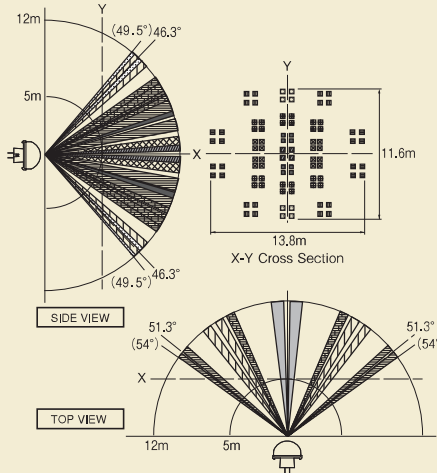 Y
12m
(49.5°)
46.3°
5m
X
46.3°
(49.5°)
SIDE VIEW
Y
11.6m
13.8m
X-Y Cross Section
51.3°
(54°)
51.3°
(54°)
X
TOP VIEW
12m
5m